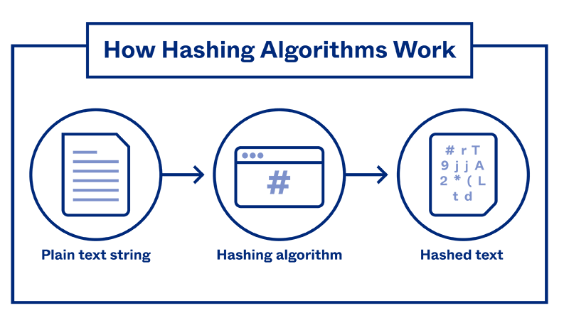 How Hashing Algorithms Work
#
# r T
9 j j A
2 * ( L
t d
Plain text string
Hashing algorithm
Hashed text